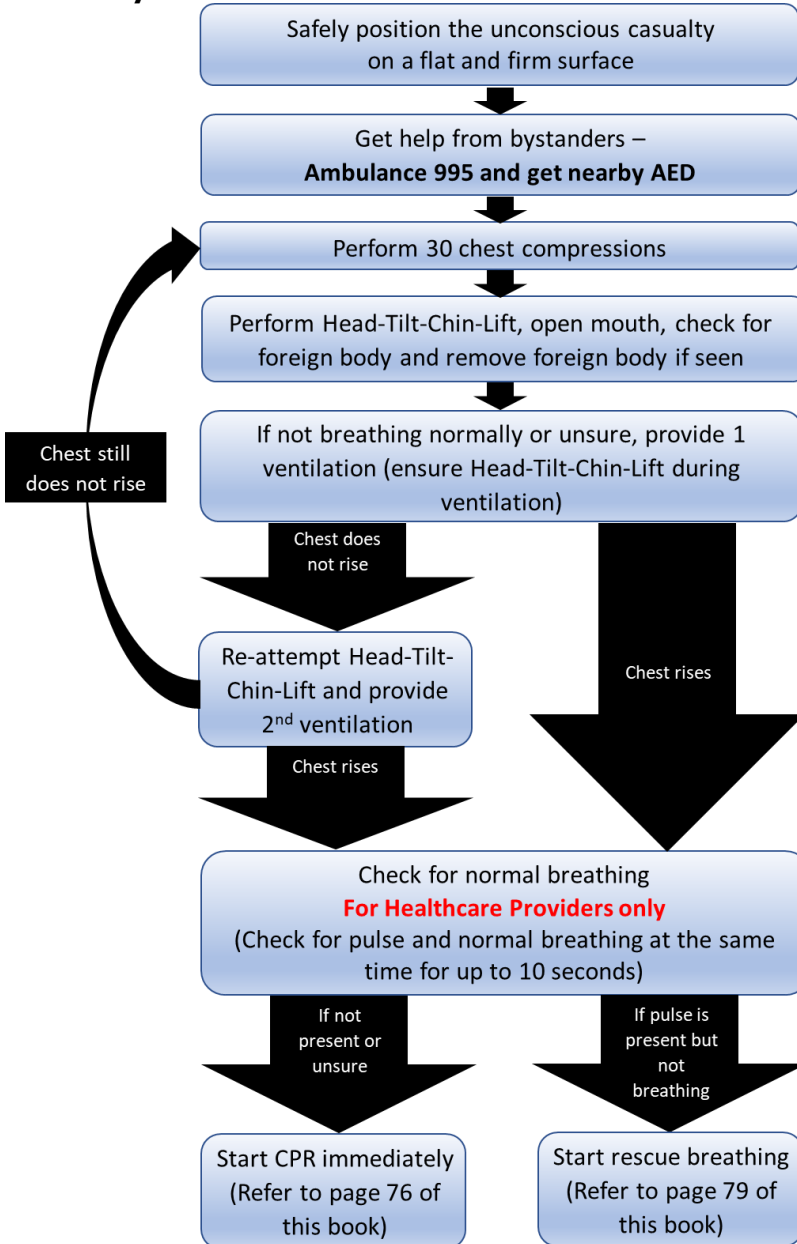 Safely position the unconscious casualty
on a flat and firm surface
Get help from bystanders –
Ambulance 995 and get nearby AED
Perform 30 chest compressions
Perform Head-Tilt-Chin-Lift, open mouth, check for
foreign body and remove foreign body if seen
If not breathing normally or unsure, provide 1
ventilation (ensure Head-Tilt-Chin-Lift during
ventilation)
Chest still
does not rise
Chest does
not rise
Re-attempt Head-Tilt-
Chin-Lift and provide
2nd ventilation
Chest rises
Chest rises
Check for normal breathing
For Healthcare Providers only
(Check for pulse and normal breathing at the same
time for up to 10 seconds)
If not
present or
unsure
If pulse is
present but
not
breathing
Start CPR immediately
(Refer to page 76 of
this book)
Start rescue breathing
(Refer to page 79 of
this book)